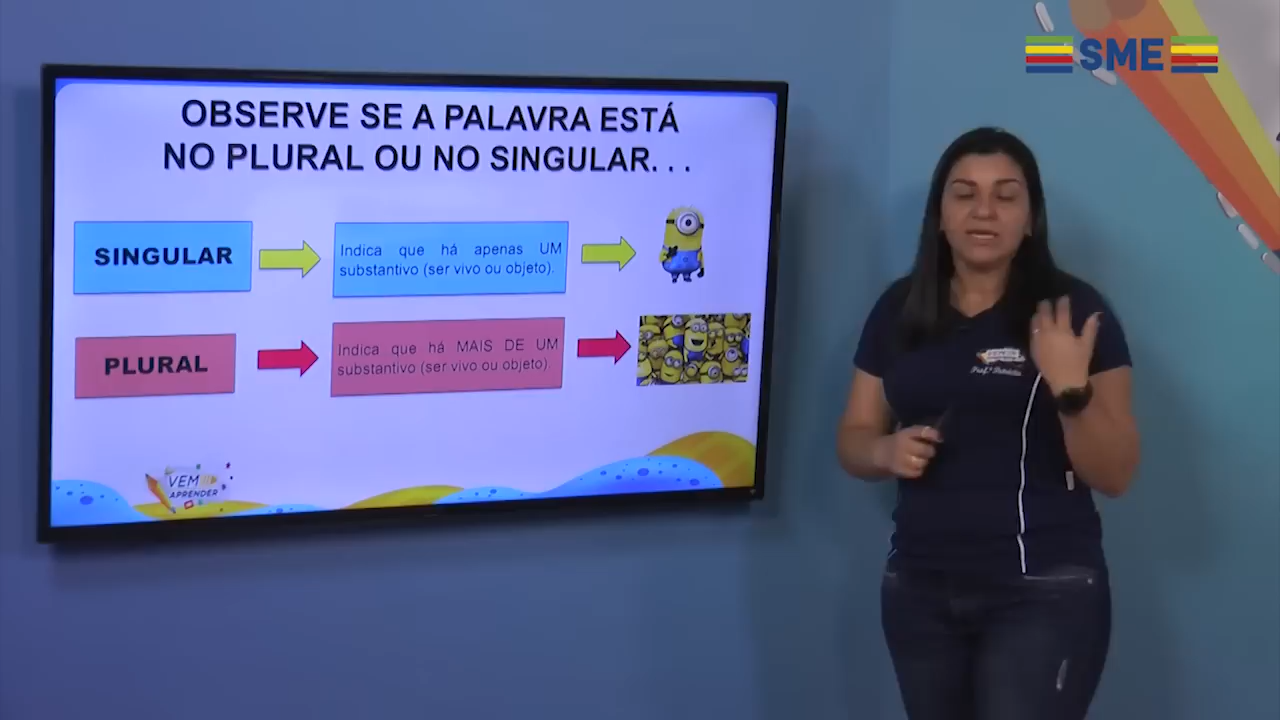 SME
OBSERVE SE A PALAVRA ESTÁ
NO PLURAL OU NO SINGULAR. . .
SINGULAR
Indica que há apenas UM
substantivo (ser vivo ou objeto).
PLURAL
Indica que há MAIS DE UM
substantivo (ser vivo ou objeto).
VEM
APRENDER